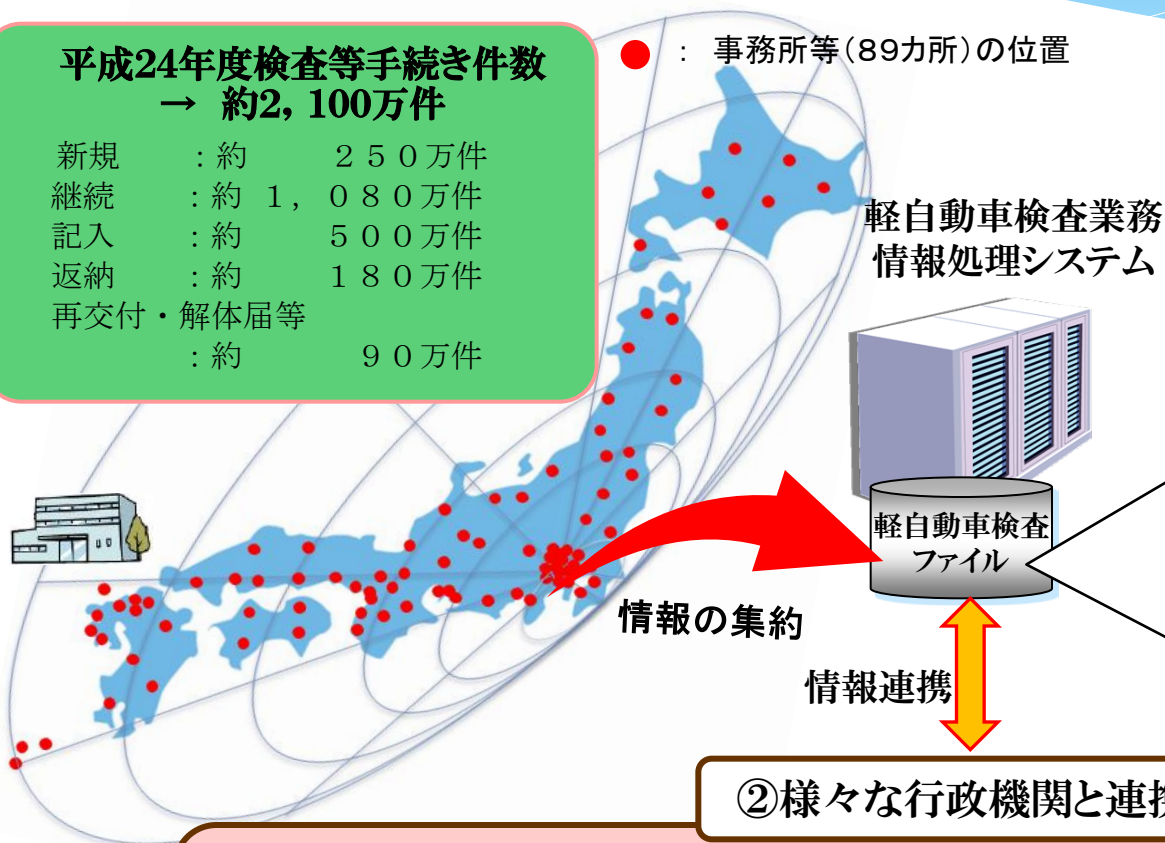 平成24年度検査等手続き件数
→ 約2,100万件
新規 :約 250万件
継続 :約 1,080万件
記入 :約 500万件
返納 :約 180万件
再交付・解体届等
:約 90万件
● : 事務所等(89カ所)の位置
軽自動車検査業務
情報処理システム
軽自動車検査
ファイル
情報の集約
情報連携
②様々な行政機関と連